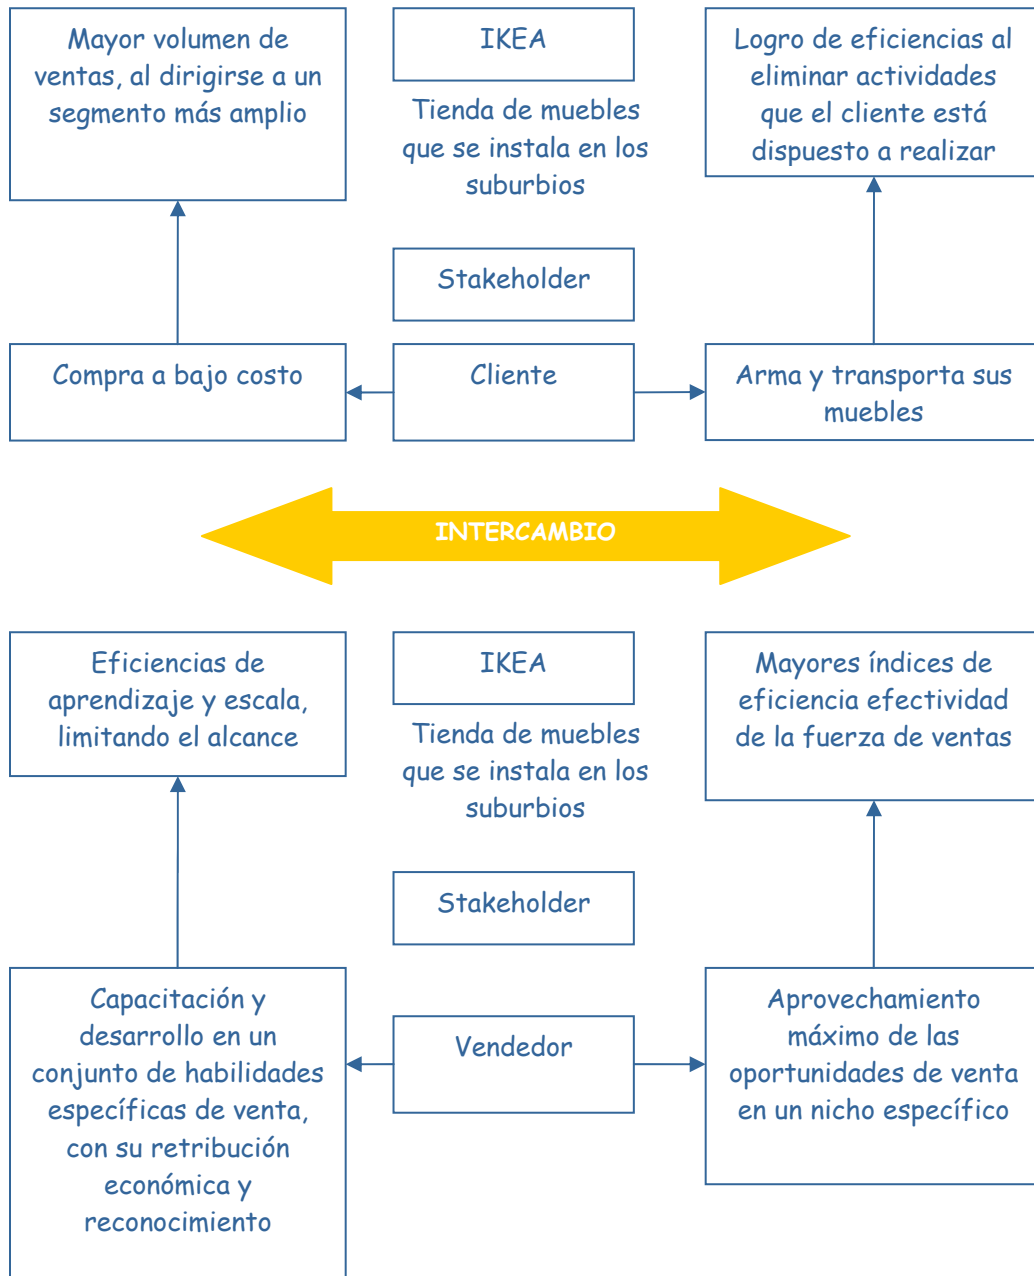 Mayor volumen de
ventas, al dirigirse a un
segmento más amplio
IKEA
Tienda de muebles
que se instala en los
suburbios
Logro de eficiencias al
eliminar actividades
que el cliente está
dispuesto a realizar
Stakeholder
Compra a bajo costo
Cliente
Arma y transporta sus
muebles
INTERCAMBIO
Eficiencias de
aprendizaje y escala,
limitando el alcance
IKEA
Tienda de muebles
que se instala en los
suburbios
Mayores índices de
eficiencia efectividad
de la fuerza de ventas
Stakeholder
Capacitación y
desarrollo en un
conjunto de habilidades
específicas de venta,
con su retribución
económica y
reconocimiento
Vendedor
Aprovechamiento
máximo de las
oportunidades de venta
en un nicho específico